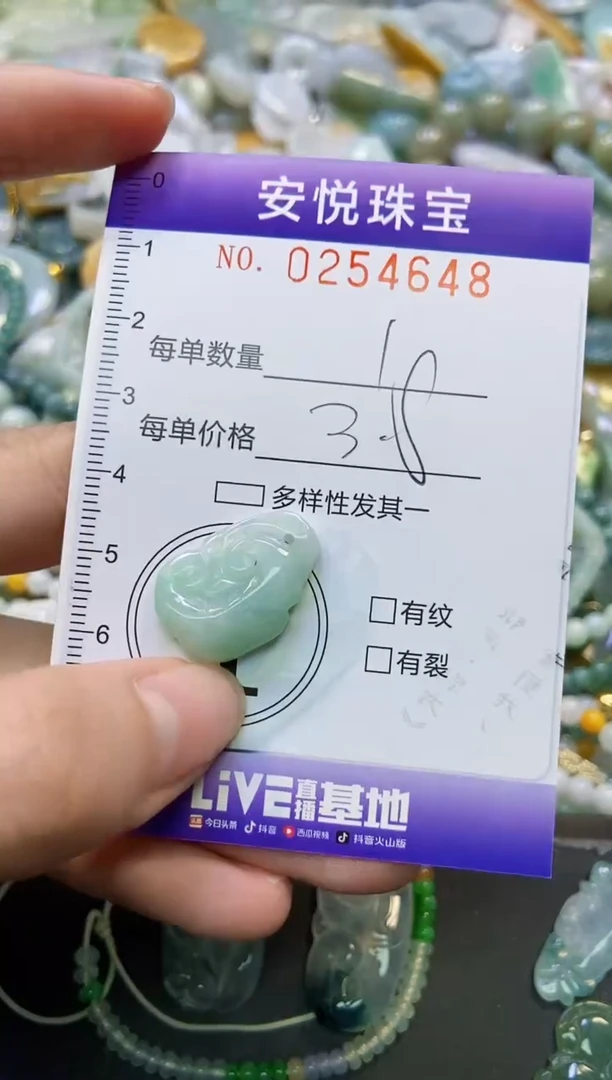 0
安悦珠宝
1
NO. 0254648
2
每单数量 1
3
每单价格
4
多样性发其一
5
有纹
6
有裂
LiVE直播基地
今日头条 抖音 西瓜视频 抖音火山版